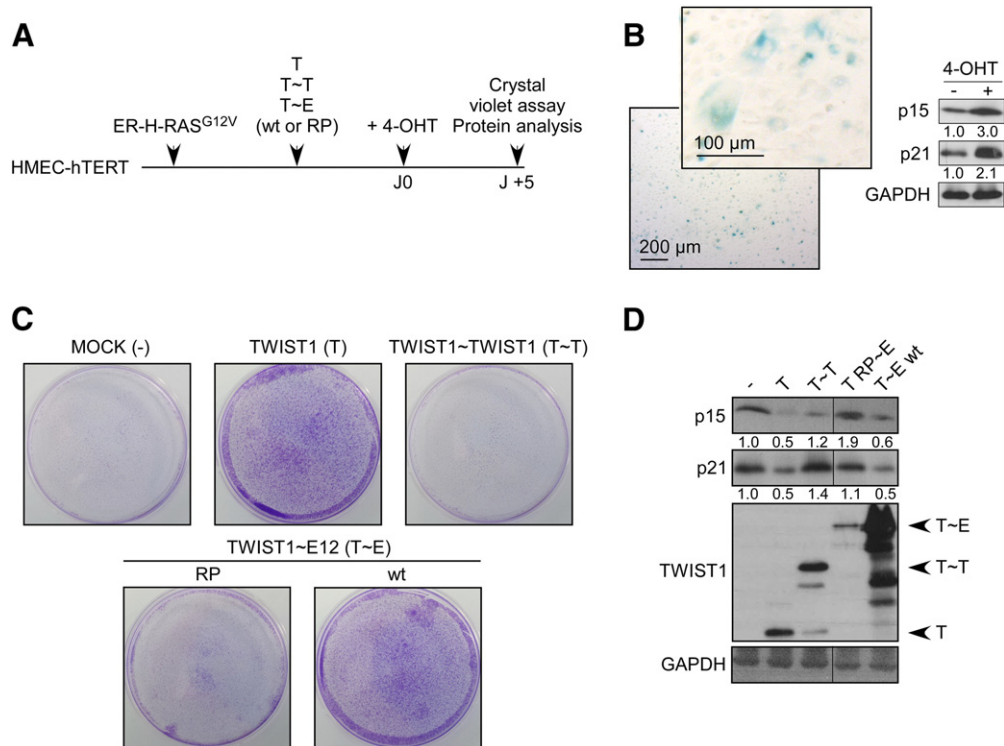 A
T
T~T
T~E
(wt or RP)
ER-H-RAS^G12V
+ 4-OHT
Crystal
violet assay
Protein analysis
HMEC-hTERT
J0
J +5
B
100 µm
200 µm
4-OHT
- +
p15
1.0 3.0
p21
1.0 2.1
GAPDH
C
MOCK (-)
TWIST1 (T)
TWIST1~TWIST1 (T~T)
TWIST1~E12 (T~E)
RP
wt
D
- T T~T T RP~E T~E wt
p15
1.0 0.5 1.2 1.9 0.6
p21
1.0 0.5 1.4 1.1 0.5
TWIST1
T~E
T~T
T
GAPDH